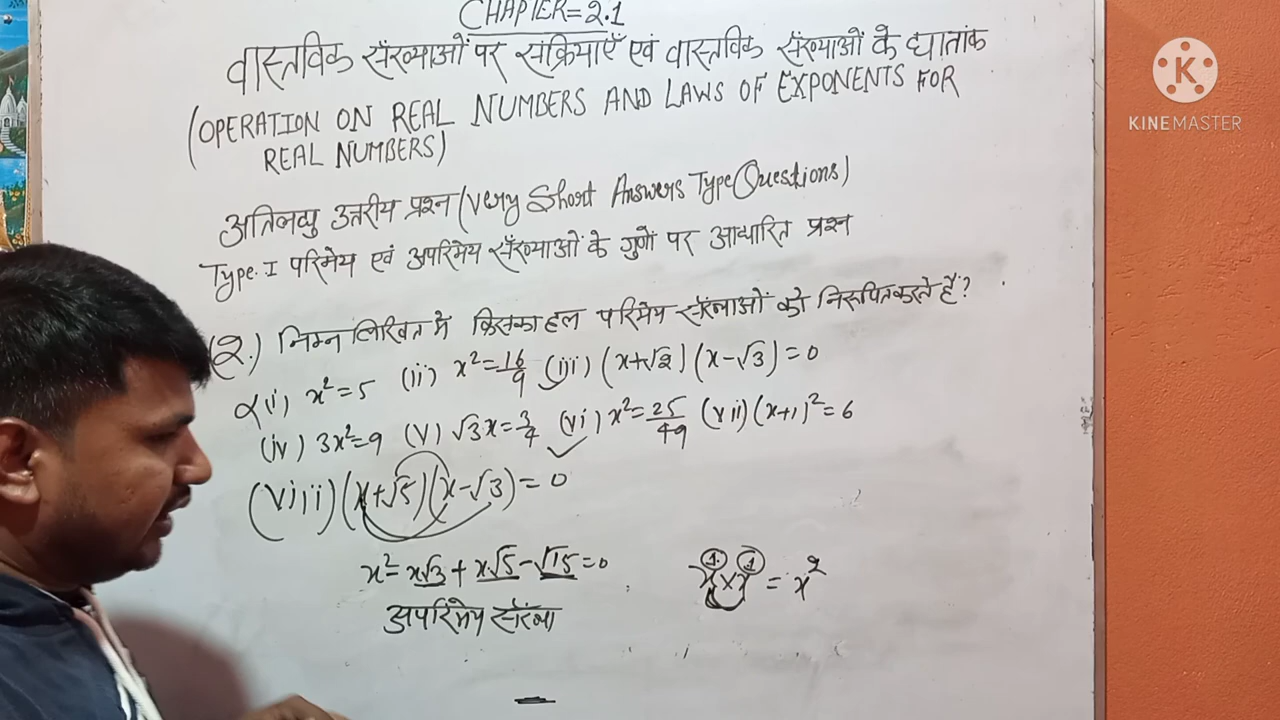 CHAPTER=2.1
वास्तविक संख्याओं पर संक्रियाएँ एवं वास्तविक संख्याओं के घातांक
(OPERATION ON REAL NUMBERS AND LAWS OF EXPONENTS FOR
REAL NUMBERS)
अतिलघु उत्तरीय प्रश्न (Very Short Answers Type Questions)
Type-I परिमेय एवं अपरिमेय संख्याओं के गुणों पर आधारित प्रश्न
(2.) निम्न लिखित में किसका हल परिमेय संख्याओं को निरूपित करते हैं?
(i) x²=5 (ii) x²=16/9 (iii) (x+√2)(x-√3)=0
(iv) 3x²=9 (v) √3x=3/4 (vi) x²=25/49 (vii) (x+1)²=6
(viii) (x+√5)(x-√3)=0
x²-x√3+x√5-√15=0
x¹×x¹=x²
अपरिमेय संख्या
KINEMASTER